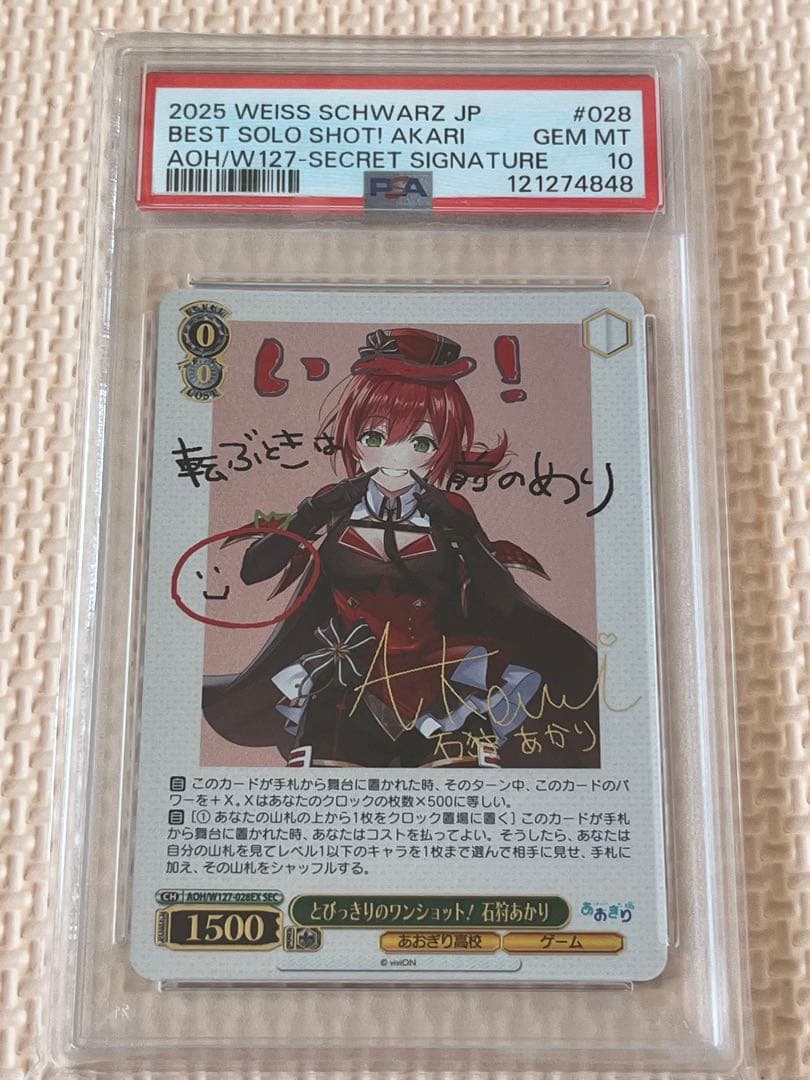 2025 WEISS SCHWARZ JP #028
BEST SOLO SHOT! AKARI GEM MT
AOH/W127-SECRET SIGNATURE 10
121274848
PSA
0
0
COST
い ー !
転ぶときは 前のめり
Akari
石狩 あかり
自 このカードが手札から舞台に置かれた時、そのターン中、このカードのパ
ワーを+X。Xはあなたのクロックの枚数×500に等しい。
自 [① あなたの山札の上から1枚をクロック置場に置く] このカードが手札
から舞台に置かれた時、あなたはコストを払ってよい。そうしたら、あなたは
自分の山札を見てレベル1以下のキャラを1枚まで選んで相手に見せ、手札に
加え、その山札をシャッフルする。
CH AOH/W127-028EX SEC
1500
とびっきりのワンショット! 石狩あかり
あおぎり
あおぎり高校 ゲーム
© viviON